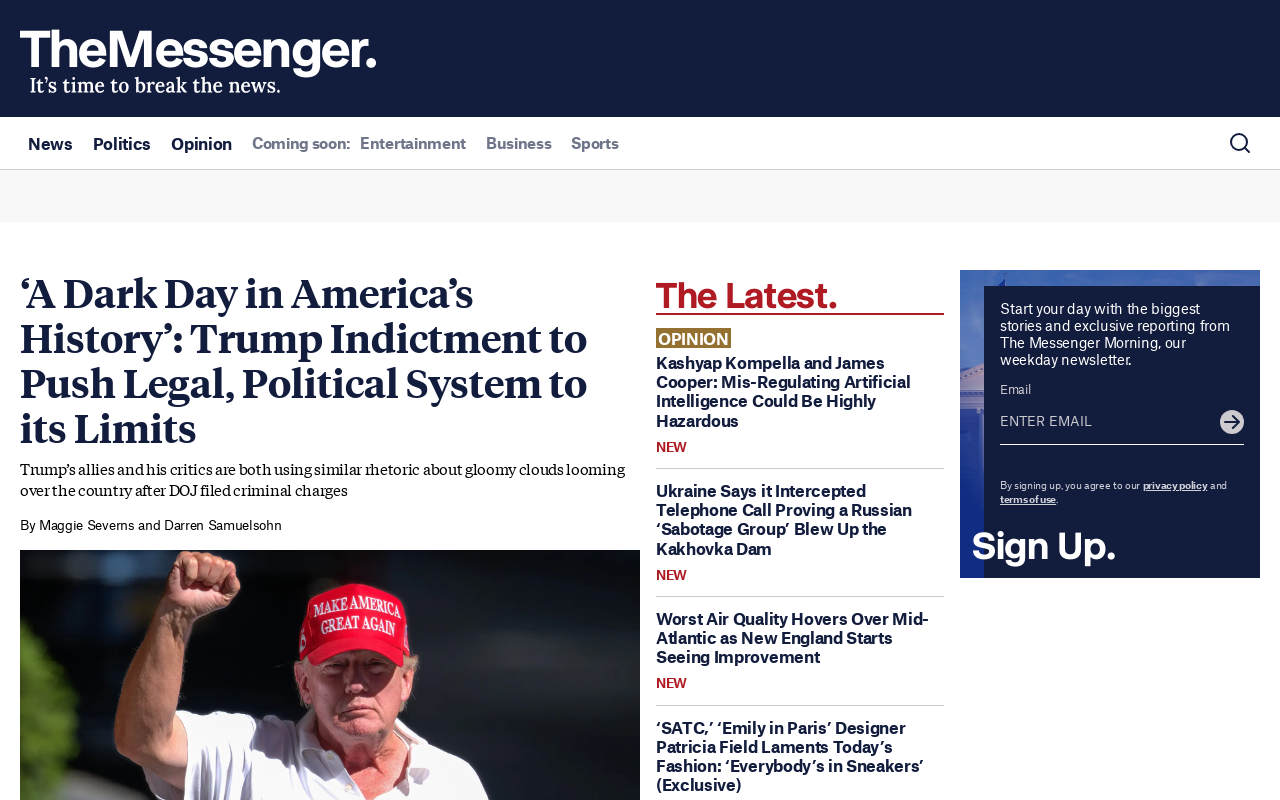 TheMessenger.
It's time to break the news.
News Politics Opinion Coming soon: Entertainment Business Sports
‘A Dark Day in America’s
History’: Trump Indictment to
Push Legal, Political System to
its Limits
Trump’s allies and his critics are both using similar rhetoric about gloomy clouds looming
over the country after DOJ filed criminal charges
By Maggie Severns and Darren Samuelsohn
MAKE AMERICA
GREAT AGAIN
The Latest.
OPINION
Kashyap Kompella and James
Cooper: Mis-Regulating Artificial
Intelligence Could Be Highly
Hazardous
NEW
Ukraine Says it Intercepted
Telephone Call Proving a Russian
‘Sabotage Group’ Blew Up the
Kakhovka Dam
NEW
Worst Air Quality Hovers Over Mid-
Atlantic as New England Starts
Seeing Improvement
NEW
‘SATC,’ ‘Emily in Paris’ Designer
Patricia Field Laments Today’s
Fashion: ‘Everybody’s in Sneakers’
(Exclusive)
Start your day with the biggest
stories and exclusive reporting from
The Messenger Morning, our
weekday newsletter.
Email
ENTER EMAIL
By signing up, you agree to our privacy policy and
terms of use.
Sign Up.